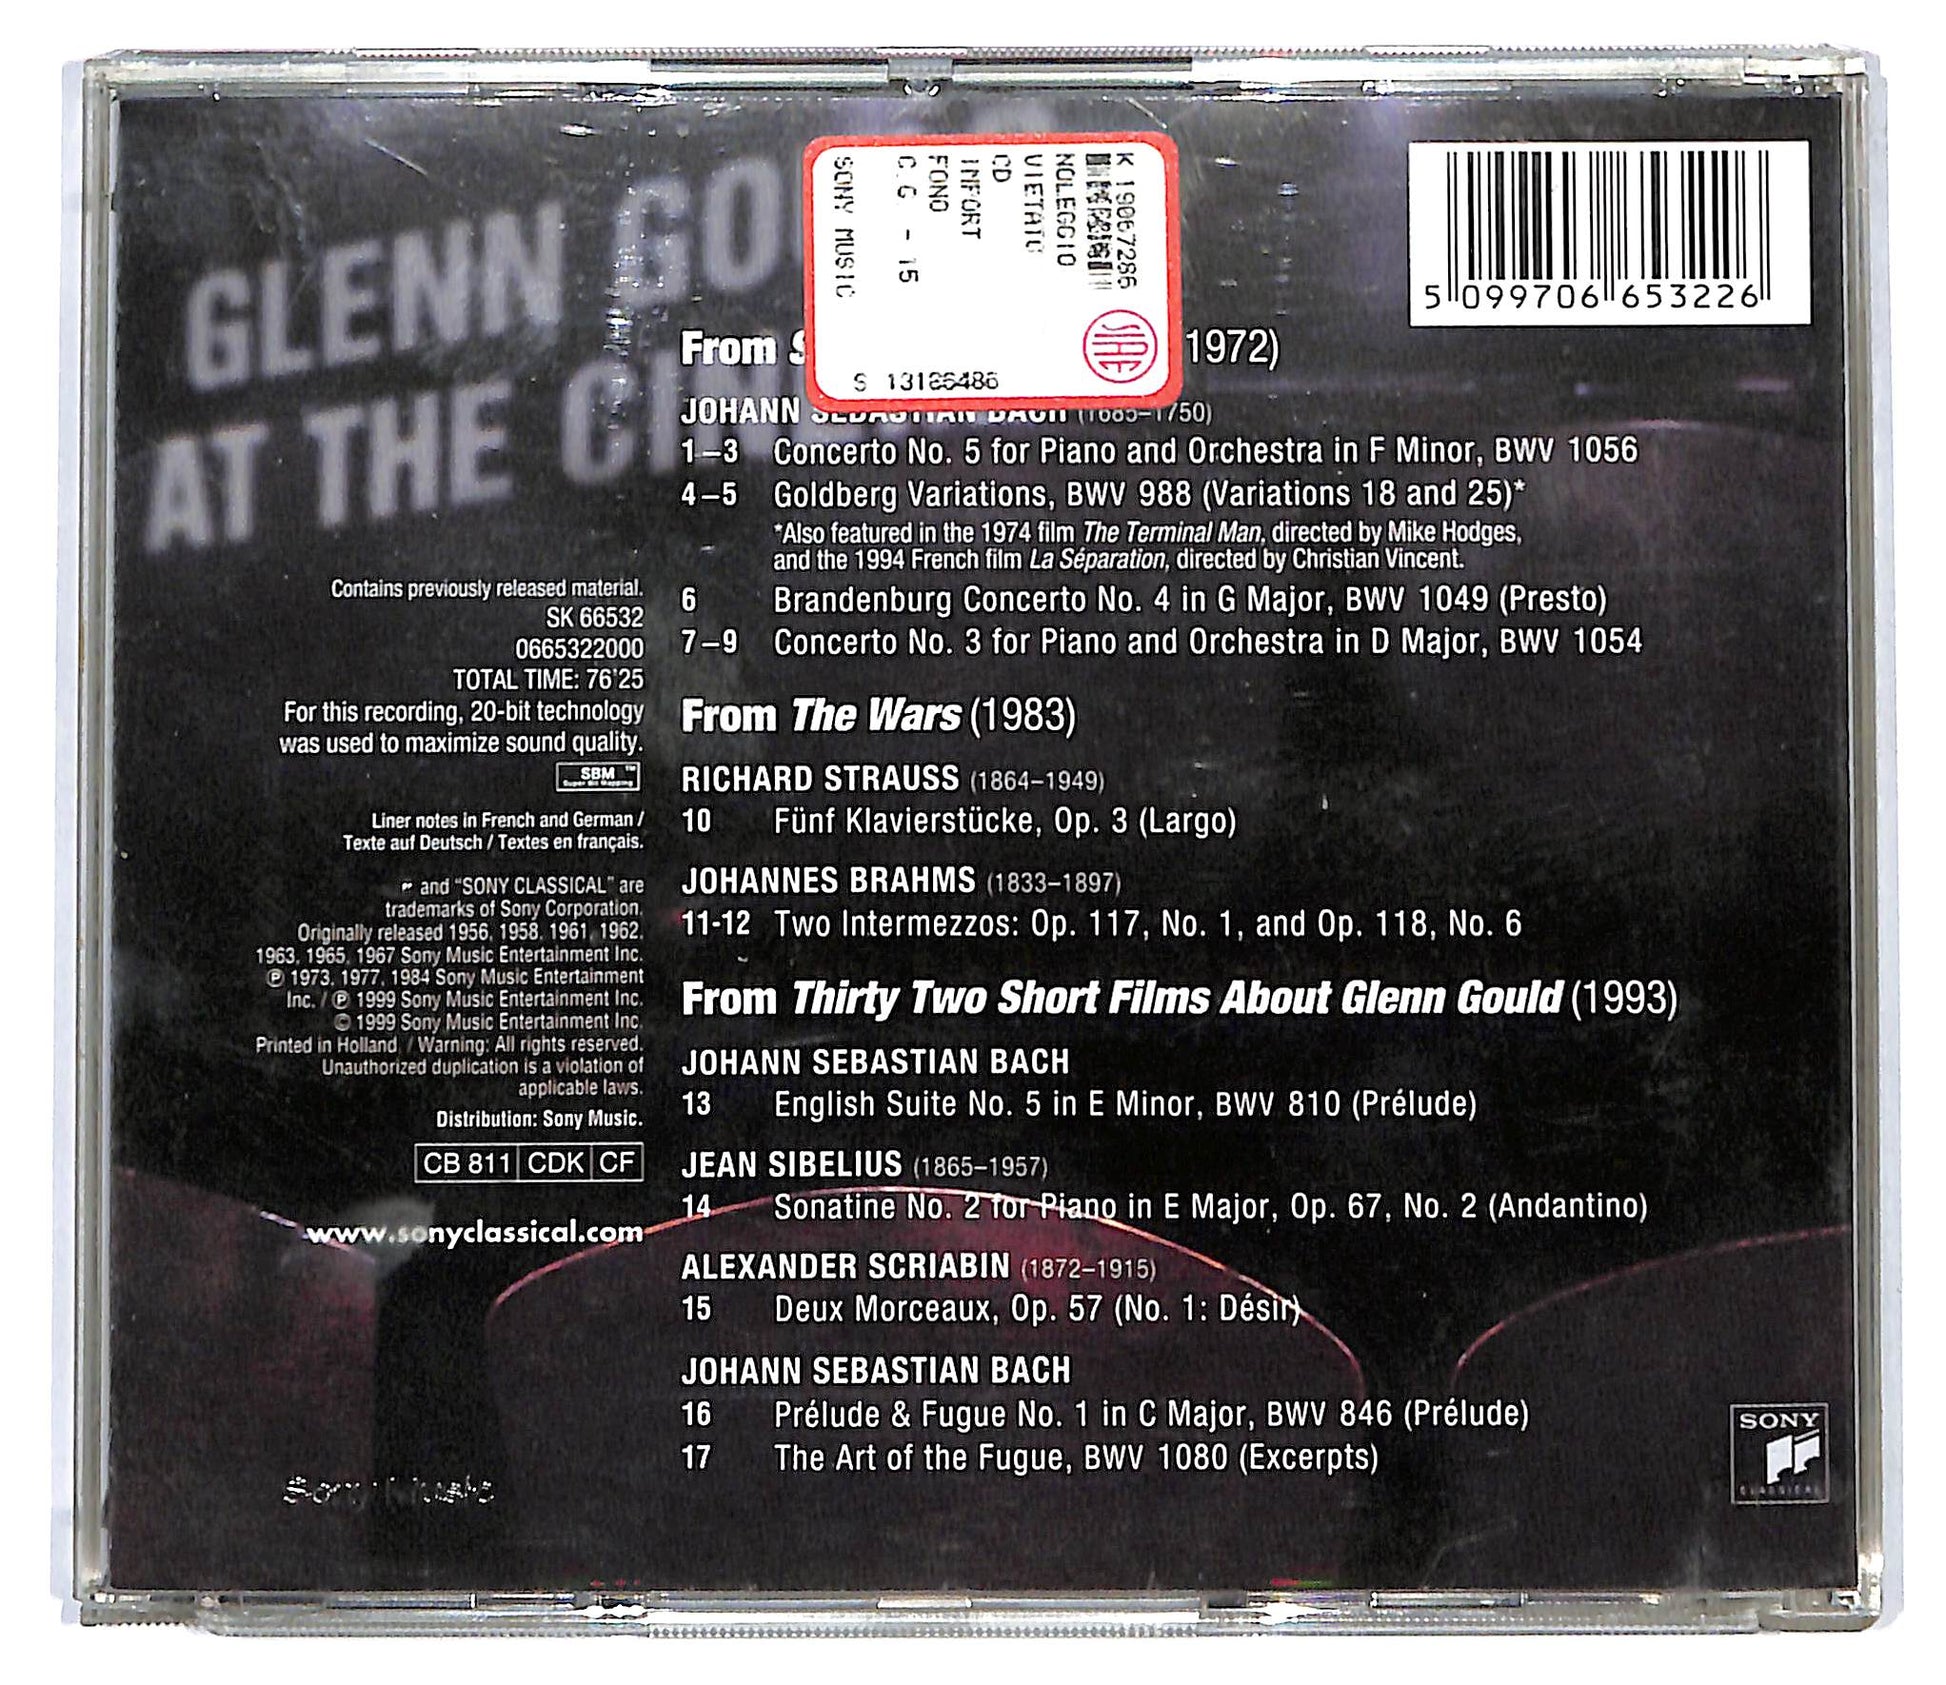 GLENN GOU
AT THE CIN
K 19067286
NOLEGGIO
VIETATO
CD
IMPORT
FONO
C.G - 15
SONY MUSIC
SIAE
S 13186486
5 099706 653226
From S 1972)
JOHANN SEBASTIAN BACH (1685–1750)
1–3 Concerto No. 5 for Piano and Orchestra in F Minor, BWV 1056
4–5 Goldberg Variations, BWV 988 (Variations 18 and 25)*
*Also featured in the 1974 film The Terminal Man, directed by Mike Hodges,
and the 1994 French film La Séparation, directed by Christian Vincent.
6 Brandenburg Concerto No. 4 in G Major, BWV 1049 (Presto)
7–9 Concerto No. 3 for Piano and Orchestra in D Major, BWV 1054
From The Wars (1983)
RICHARD STRAUSS (1864–1949)
10 Fünf Klavierstücke, Op. 3 (Largo)
JOHANNES BRAHMS (1833–1897)
11-12 Two Intermezzos: Op. 117, No. 1, and Op. 118, No. 6
From Thirty Two Short Films About Glenn Gould (1993)
JOHANN SEBASTIAN BACH
13 English Suite No. 5 in E Minor, BWV 810 (Prélude)
JEAN SIBELIUS (1865–1957)
14 Sonatine No. 2 for Piano in E Major, Op. 67, No. 2 (Andantino)
ALEXANDER SCRIABIN (1872–1915)
15 Deux Morceaux, Op. 57 (No. 1: Désir)
JOHANN SEBASTIAN BACH
16 Prélude & Fugue No. 1 in C Major, BWV 846 (Prélude)
17 The Art of the Fugue, BWV 1080 (Excerpts)
Contains previously released material.
SK 66532
0665322000
TOTAL TIME: 76'25
For this recording, 20-bit technology
was used to maximize sound quality.
SBM™
Super Bit Mapping
Liner notes in French and German /
Texte auf Deutsch / Textes en français.
and "SONY CLASSICAL" are
trademarks of Sony Corporation.
Originally released 1956, 1958, 1961, 1962,
1963, 1965, 1967 Sony Music Entertainment Inc.
℗ 1973, 1977, 1984 Sony Music Entertainment
Inc. / ℗ 1999 Sony Music Entertainment Inc.
© 1999 Sony Music Entertainment Inc.
Printed in Holland / Warning: All rights reserved.
Unauthorized duplication is a violation of
applicable laws.
Distribution: Sony Music.
CB 811 CDK CF
www.sonyclassical.com
Sony Music
SONY
CLASSICAL